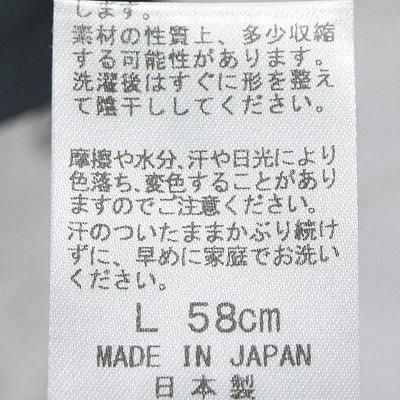 します。
素材の性質上、多少収縮
する可能性があります。
洗濯後はすぐに形を整え
て陰干ししてください。
摩擦や水分、汗や日光により
色落ち、変色することがあり
ますのでご注意ください。
汗のついたままかぶり続け
ずに、早めに家庭でお洗い
ください。
L 58cm
MADE IN JAPAN
日本製